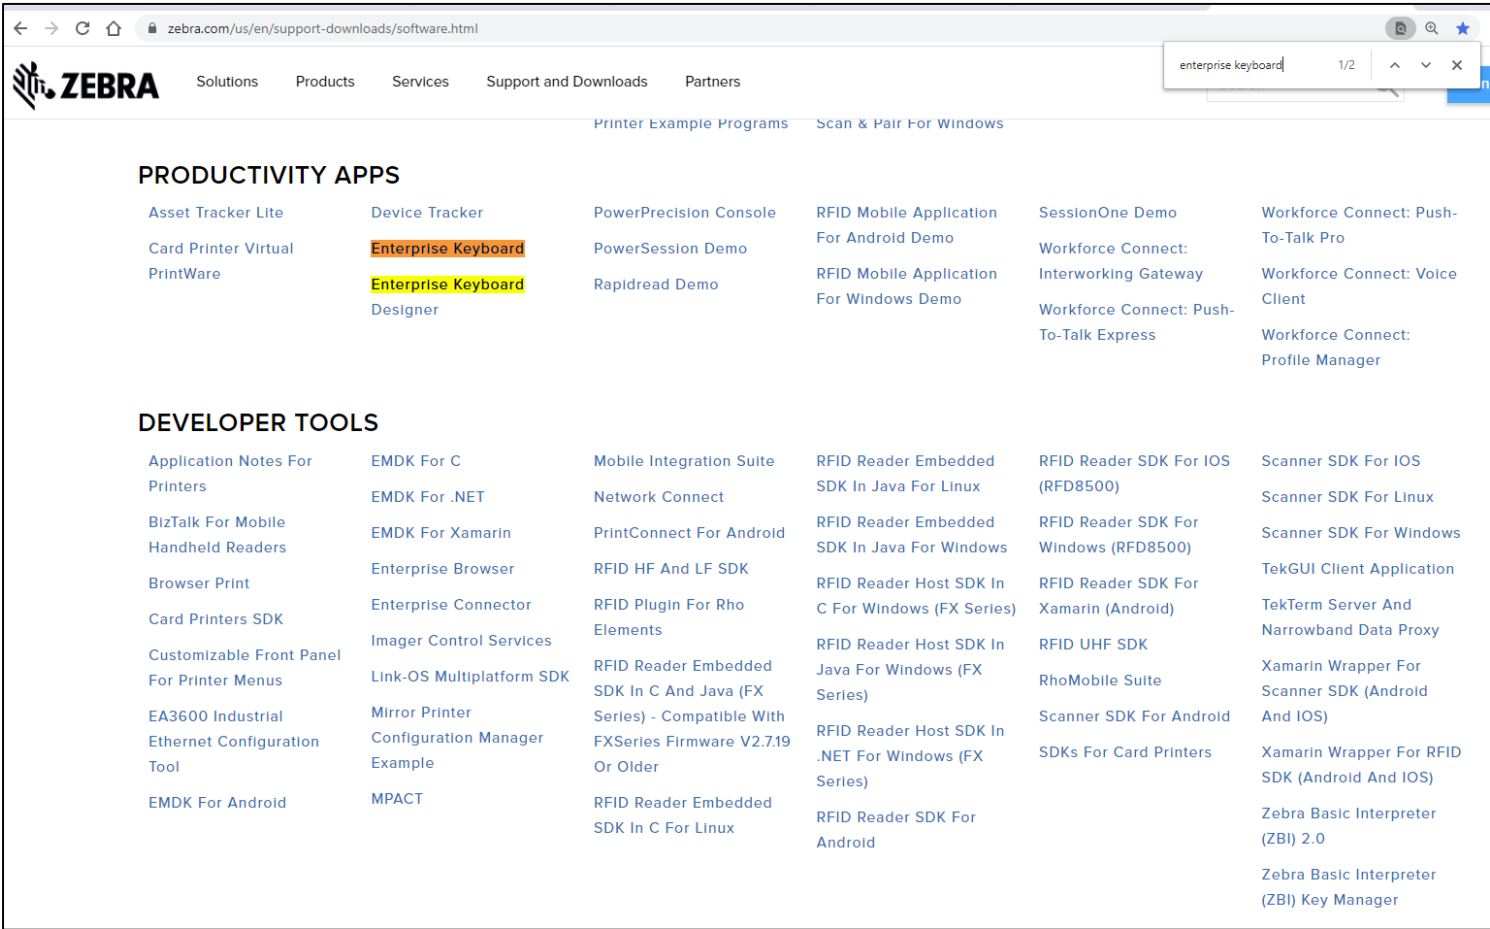 zebra.com/us/en/support-downloads/software.html
enterprise keyboard 1/2
ZEBRA Solutions Products Services Support and Downloads Partners
Printer Example Programs
Scan & Pair For Windows
PRODUCTIVITY APPS
Asset Tracker Lite
Card Printer Virtual
PrintWare
Device Tracker
Enterprise Keyboard
Enterprise Keyboard
Designer
PowerPrecision Console
PowerSession Demo
Rapidread Demo
RFID Mobile Application
For Android Demo
RFID Mobile Application
For Windows Demo
SessionOne Demo
Workforce Connect:
Interworking Gateway
Workforce Connect: Push-
To-Talk Express
Workforce Connect: Push-
To-Talk Pro
Workforce Connect: Voice
Client
Workforce Connect:
Profile Manager
DEVELOPER TOOLS
Application Notes For
Printers
BizTalk For Mobile
Handheld Readers
Browser Print
Card Printers SDK
Customizable Front Panel
For Printer Menus
EA3600 Industrial
Ethernet Configuration
Tool
EMDK For Android
EMDK For C
EMDK For .NET
EMDK For Xamarin
Enterprise Browser
Enterprise Connector
Imager Control Services
Link-OS Multiplatform SDK
Mirror Printer
Configuration Manager
Example
MPACT
Mobile Integration Suite
Network Connect
PrintConnect For Android
RFID HF And LF SDK
RFID Plugin For Rho
Elements
RFID Reader Embedded
SDK In C And Java (FX
Series) - Compatible With
FXSeries Firmware V2.7.19
Or Older
RFID Reader Embedded
SDK In C For Linux
RFID Reader Embedded
SDK In Java For Linux
RFID Reader Embedded
SDK In Java For Windows
RFID Reader Host SDK In
C For Windows (FX Series)
RFID Reader Host SDK In
Java For Windows (FX
Series)
RFID Reader Host SDK In
.NET For Windows (FX
Series)
RFID Reader SDK For
Android
RFID Reader SDK For IOS
(RFD8500)
RFID Reader SDK For
Windows (RFD8500)
RFID Reader SDK For
Xamarin (Android)
RFID UHF SDK
RhoMobile Suite
Scanner SDK For Android
SDKs For Card Printers
Scanner SDK For IOS
Scanner SDK For Linux
Scanner SDK For Windows
TekGUI Client Application
TekTerm Server And
Narrowband Data Proxy
Xamarin Wrapper For
Scanner SDK (Android
And IOS)
Xamarin Wrapper For RFID
SDK (Android And IOS)
Zebra Basic Interpreter
(ZBI) 2.0
Zebra Basic Interpreter
(ZBI) Key Manager